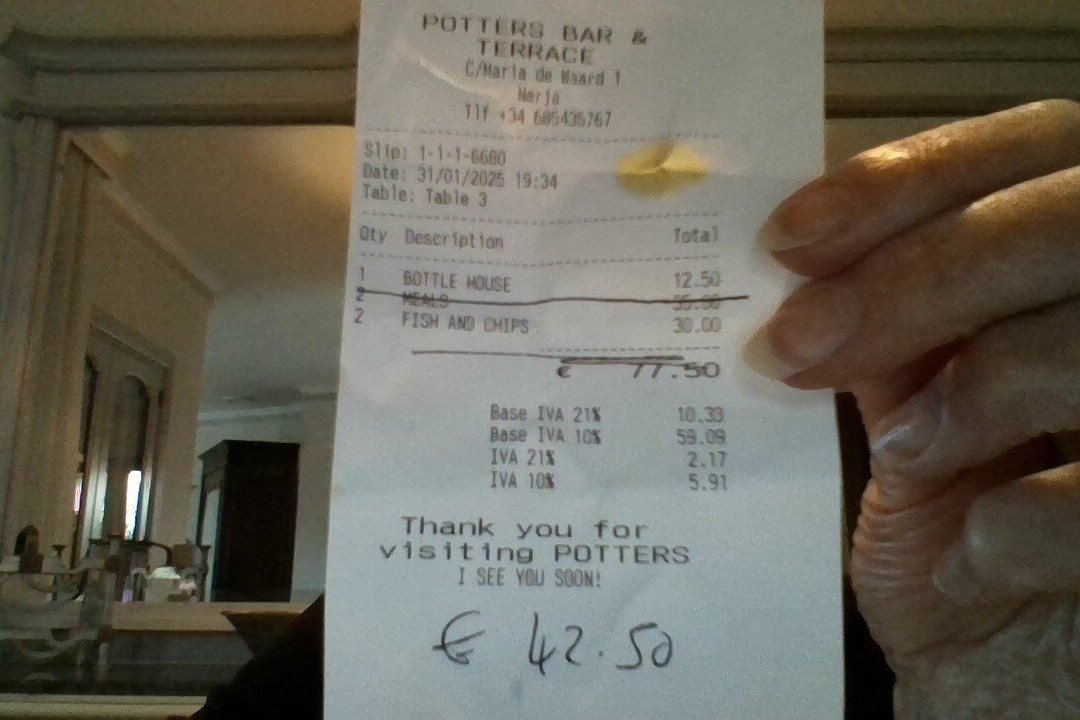 POTTERS BAR &
TERRACE
C/Maria de Waard 1
Nerja
Tlf +34 685435767
Slip: 1-1-1-6680
Date: 31/01/2025 19:34
Table: Table 3
Qty Description Total
1 BOTTLE HOUSE 12.50
2 MEALS 35.00
2 FISH AND CHIPS 30.00
€ 77.50
Base IVA 21% 10.33
Base IVA 10% 59.09
IVA 21% 2.17
IVA 10% 5.91
Thank you for
visiting POTTERS
I SEE YOU SOON!
€ 42.50